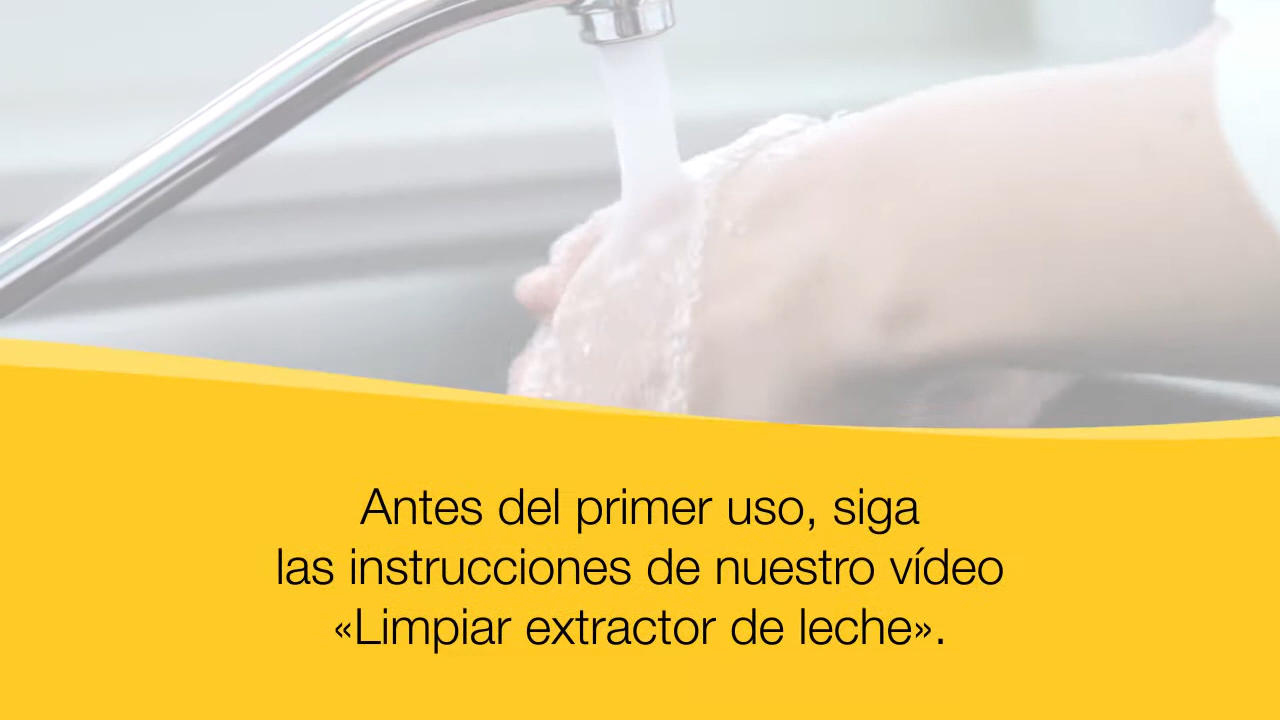 Antes del primer uso, siga
las instrucciones de nuestro vídeo
«Limpiar extractor de leche».